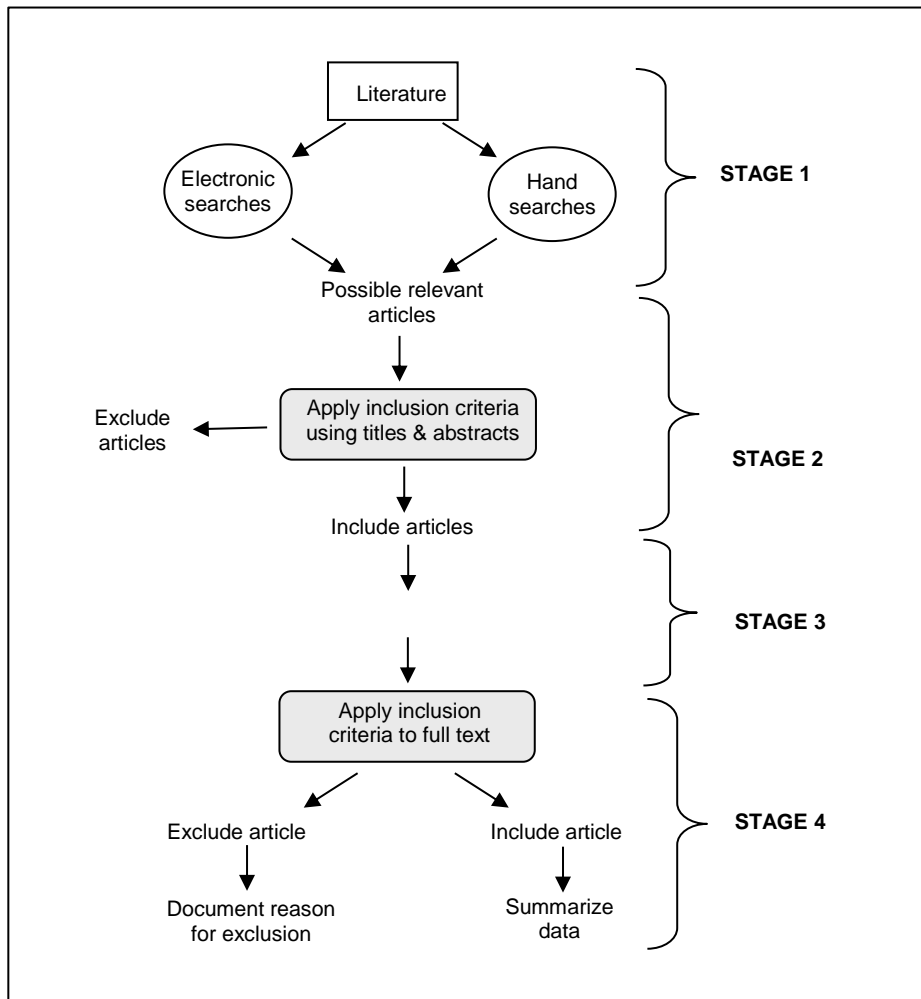 Literature
Electronic
searches
Hand
searches
STAGE 1
Possible relevant
articles
Apply inclusion criteria
using titles & abstracts
Exclude
articles
STAGE 2
Include articles
STAGE 3
Apply inclusion
criteria to full text
Exclude article
Include article
STAGE 4
Document reason
for exclusion
Summarize
data